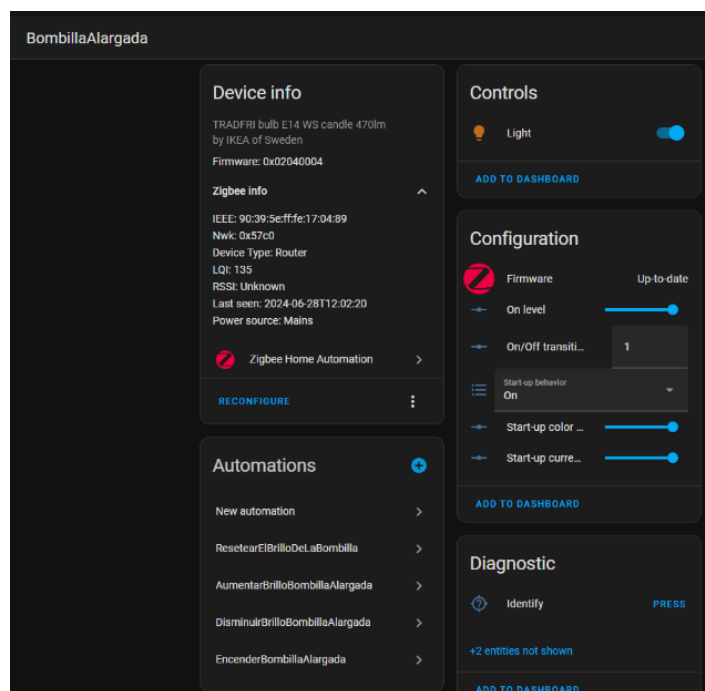 BombillaAlargada
Device info
TRADFRI bulb E14 WS candle 470lm
by IKEA of Sweden
Firmware: 0x02040004
Zigbee info
IEEE: 90:39:5e:ff:fe:17:04:89
Nwk: 0x57c0
Device Type: Router
LQI: 135
RSSI: Unknown
Last seen: 2024-06-28T12:02:20
Power source: Mains
Zigbee Home Automation
RECONFIGURE
Automations
New automation
ResetearElBrilloDeLaBombilla
AumentarBrilloBombillaAlargada
DisminuirBrilloBombillaAlargada
EncenderBombillaAlargada
Controls
Light
ADD TO DASHBOARD
Configuration
Firmware Up-to-date
On level
On/Off transiti... 1
Start-up behavior
On
Start-up color ...
Start-up curre...
ADD TO DASHBOARD
Diagnostic
Identify PRESS
+2 entities not shown
ADD TO DASHBOARD